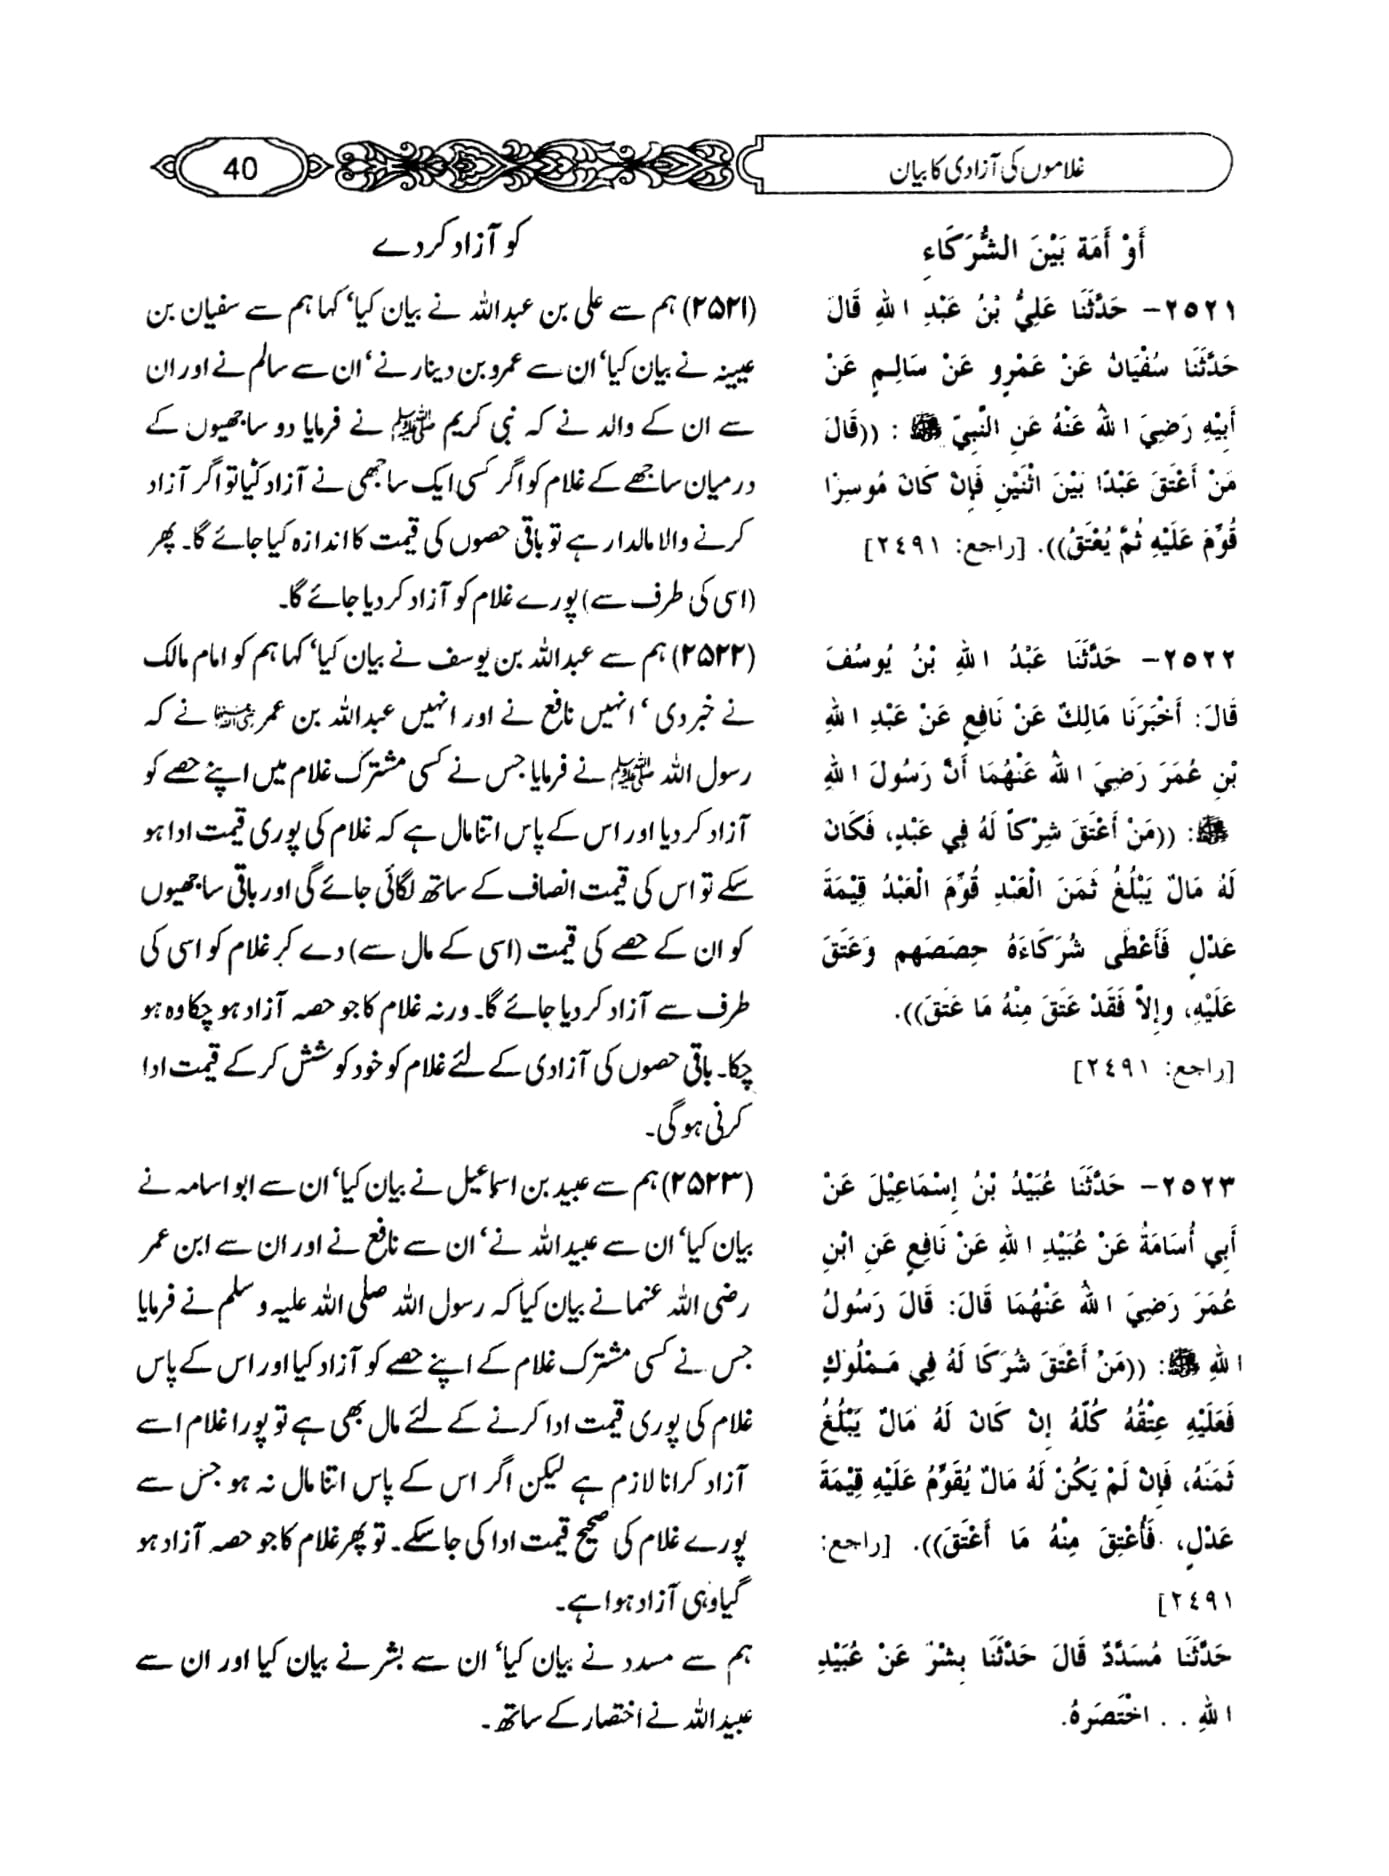 غلاموں کی آزادی کا بیان
40
أَوْ أَمَة بَيْنَ الشُّرَكَاءِ
٢٥٢١- حَدَّثَنَا عَلِيُّ بْنُ عَبْدِ اللهِ قَالَ
حَدَّثَنَا سُفْيَانُ عَنْ عَمْرٍو عَنْ سَالِمٍ عَنْ
أَبِيْهِ رَضِيَ اللهُ عَنْهُ عَنِ النَّبِيِّ ﷺ : ((قَالَ
مَنْ أَعْتَقَ عَبْدًا بَيْنَ اثْنَيْنِ فَإِنْ كَانَ مُوسِرًا
قُوِّمَ عَلَيْهِ ثُمَّ يُعْتَقُ)). [راجع: ٢٤٩١]
٢٥٢٢- حَدَّثَنَا عَبْدُ اللهِ بْنُ يُوسُفَ
قَالَ: أَخْبَرَنَا مَالِكٌ عَنْ نَافِعٍ عَنْ عَبْدِ اللهِ
بْنِ عُمَرَ رَضِيَ اللهُ عَنْهُمَا أَنَّ رَسُولَ اللهِ
ﷺ: ((مَنْ أَعْتَقَ شِرْكاً لَهُ فِي عَبْدٍ، فَكَانَ
لَهُ مَالٌ يَبْلُغُ ثَمَنَ الْعَبْدِ قُوِّمَ الْعَبْدُ قِيْمَةَ
عَدْلٍ فَأَعْطَى شُرَكَاءَهُ حِصَصَهم وَعَتَقَ
عَلَيْهِ، وإِلاَّ فَقَدْ عَتَقَ مِنْهُ مَا عَتَقَ)).
[راجع: ٢٤٩١]
٢٥٢٣- حَدَّثَنَا عُبَيْدُ بْنُ إِسْمَاعِيْلَ عَنْ
أَبِي أُسَامَةُ عَنْ عُبَيْدِ اللهِ عَنْ نَافِعٍ عَنِ ابْنِ
عُمَرَ رَضِيَ اللهُ عَنْهُمَا قَالَ: قَالَ رَسُولُ
اللهِ ﷺ: ((مَنْ أَعْتَقَ شُرَكَا لَهُ فِي مَمْلُوكٍ
فَعَلَيْهِ عِتْقُهُ كُلّهُ إِنْ كَانَ لَهُ مَالٌ يَبْلُغُ
ثَمَنَهُ، فَإِنْ لَمْ يَكُنْ لَهُ مَالٌ يُقَوَّمُ عَلَيْهِ قِيْمَةَ
عَدْلٍ، فَأُعْتِقَ مِنْهُ مَا أَعْتَقَ)). [راجع:
٢٤٩١]
حَدَّثَنَا مُسَدَّدٌ قَالَ حَدَّثَنَا بِشْرٌ عَنْ عُبَيْدِ
اللهِ . . اخْتَصَرَهُ.
کو آزاد کر دے
(۲۵۲۱) ہم سے علی بن عبداللہ نے بیان کیا‘ کہا ہم سے سفیان بن
عیینہ نے بیان کیا‘ ان سے عمرو بن دینار نے‘ ان سے سالم نے اور ان
سے ان کے والد نے کہ نبی کریم ﷺ نے فرمایا دو ساجھیوں کے
درمیان ساجھے کے غلام کو اگر کسی ایک ساجھی نے آزاد کیا تو اگر آزاد
کرنے والا مالدار ہے تو باقی حصوں کی قیمت کا اندازہ کیا جائے گا۔ پھر
(اسی کی طرف سے) پورے غلام کو آزاد کر دیا جائے گا۔
(۲۵۲۲) ہم سے عبداللہ بن یوسف نے بیان کیا‘ کہا ہم کو امام مالک
نے خبر دی‘ انہیں نافع نے اور انہیں عبداللہ بن عمر رضی اللہ عنہما نے کہ
رسول اللہ ﷺ نے فرمایا جس نے کسی مشترک غلام میں اپنے حصے کو
آزاد کر دیا اور اس کے پاس اتنا مال ہے کہ غلام کی پوری قیمت ادا ہو
سکے تو اس کی قیمت انصاف کے ساتھ لگائی جائے گی اور باقی ساجھیوں
کو ان کے حصے کی قیمت (اسی کے مال سے) دے کر غلام کو اسی کی
طرف سے آزاد کر دیا جائے گا۔ ورنہ غلام کا جو حصہ آزاد ہو چکا وہ ہو
چکا۔ باقی حصوں کی آزادی کے لئے غلام کو خود کوشش کر کے قیمت ادا
کرنی ہو گی۔
(۲۵۲۳) ہم سے عبید بن اسماعیل نے بیان کیا‘ ان سے ابو اسامہ نے
بیان کیا‘ ان سے عبیداللہ نے‘ ان سے نافع نے اور ان سے ابن عمر
رضی اللہ عنہما نے بیان کیا کہ رسول اللہ صلی اللہ علیہ و سلم نے فرمایا
جس نے کسی مشترک غلام کے اپنے حصے کو آزاد کیا اور اس کے پاس
غلام کی پوری قیمت ادا کرنے کے لئے مال بھی ہے تو پورا غلام اسے
آزاد کرانا لازم ہے لیکن اگر اس کے پاس اتنا مال نہ ہو جس سے
پورے غلام کی صحیح قیمت ادا کی جا سکے۔ تو پھر غلام کا جو حصہ آزاد ہو
گیا وہی آزاد ہوا ہے۔
ہم سے مسدد نے بیان کیا‘ ان سے بشر نے بیان کیا اور ان سے
عبیداللہ نے اختصار کے ساتھ۔